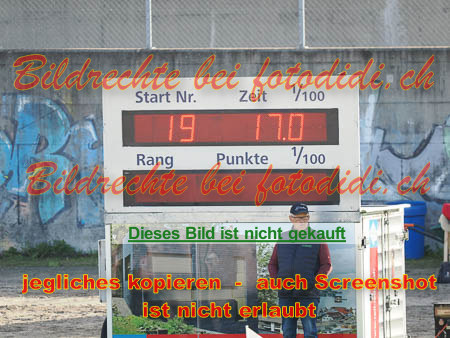 Bildrechte bei fotodidi.ch
Start Nr. Zeit 1/100
19 17.0
Rang Punkte 1/100
Bildrechte bei fotodidi.ch
Dieses Bild ist nicht gekauft
jegliches kopieren - auch Screenshot
ist nicht erlaubt